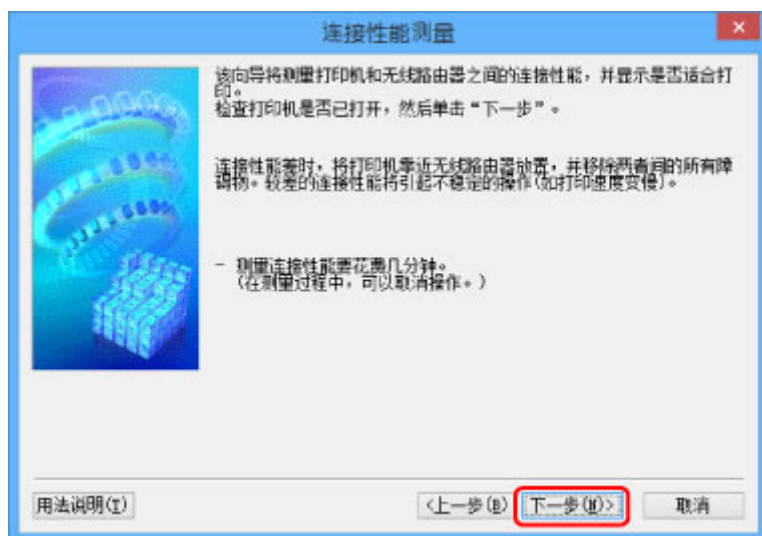 连接性能测量
该向导将测量打印机和无线路由器之间的连接性能，并显示是否适合打
印。
检查打印机是否已打开，然后单击“下一步”。
连接性能差时，将打印机靠近无线路由器放置，并移除两者间的所有障
碍物。较差的连接性能将引起不稳定的操作(如打印速度变慢)。
- 测量连接性能要花费几分钟。
(在测量过程中，可以取消操作。)
用法说明(I) <上一步(B) 下一步(N)> 取消